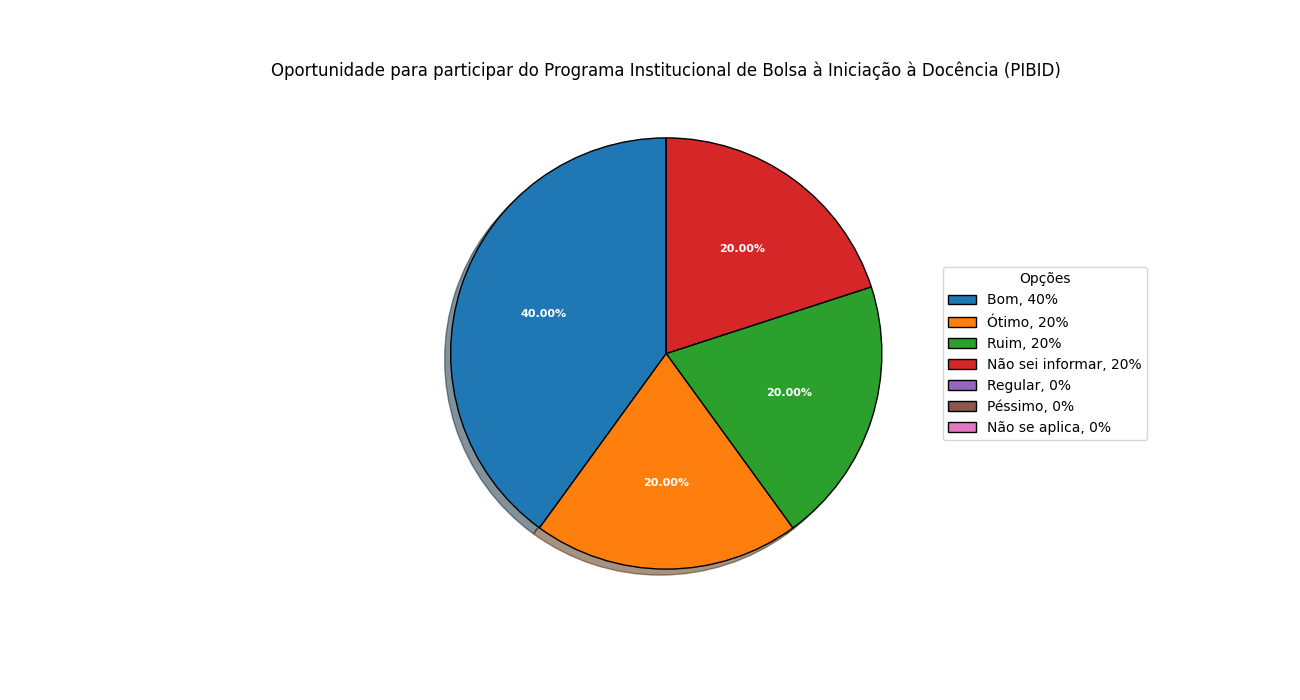 Oportunidade para participar do Programa Institucional de Bolsa à Iniciação à Docência (PIBID)
20.00%
40.00%
20.00%
20.00%
Opções
Bom, 40%
Ótimo, 20%
Ruim, 20%
Não sei informar, 20%
Regular, 0%
Péssimo, 0%
Não se aplica, 0%